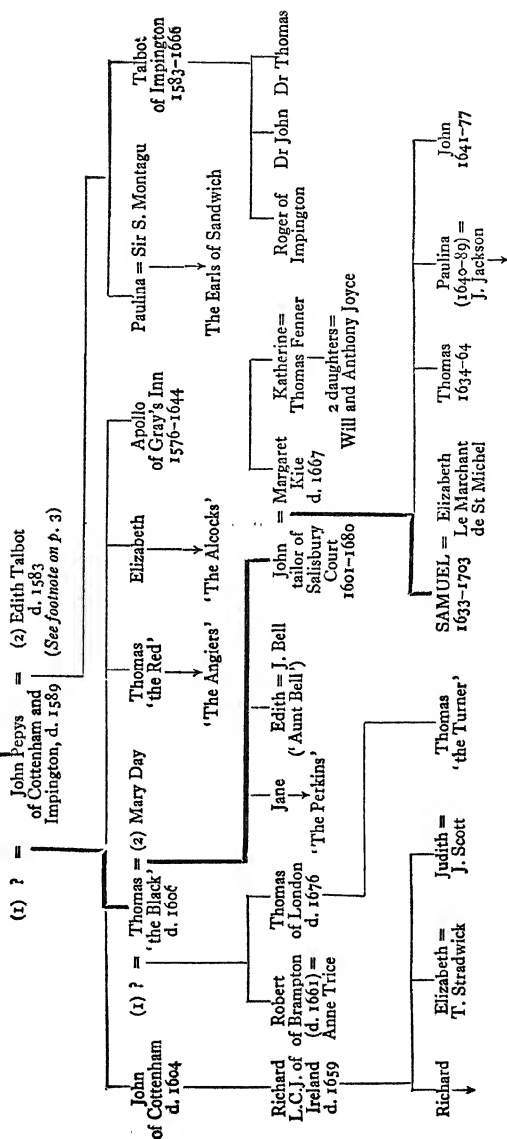 (1) ? = John Pepys = (2) Edith Talbot
of Cottenham and d. 1583
Impington, d. 1589 (See footnote on p. 3)
John
of Cottenham
d. 1604
(1) ? = Thomas = (2) Mary Day
'the Black'
d. 1606
Thomas
'the Red'
'The Angiers'
Elizabeth
'The Alcocks'
Apollo
of Gray's Inn
1576-1644
Paulina = Sir S. Montagu
The Earls of Sandwich
Talbot
of Impington
1583-1666
Richard
L.C.J. of
Ireland
d. 1659
Robert
of Brampton
(d. 1661) =
Anne Trice
Thomas
of London
d. 1676
Jane
'The Perkins'
Edith = J. Bell
('Aunt Bell')
John = Margaret
tailor of Kite
Salisbury d. 1667
Court
1601-1680
Katherine =
Thomas Fenner
2 daughters =
Will and Anthony Joyce
Roger of
Impington
Dr John
Dr Thomas
Richard
Elizabeth =
T. Stradwick
Judith =
J. Scott
Thomas
'the Turner'
SAMUEL = Elizabeth
1633-1703 Le Marchant
de St Michel
Thomas
1634-64
Paulina
(1640-89) =
J. Jackson
John
1641-77